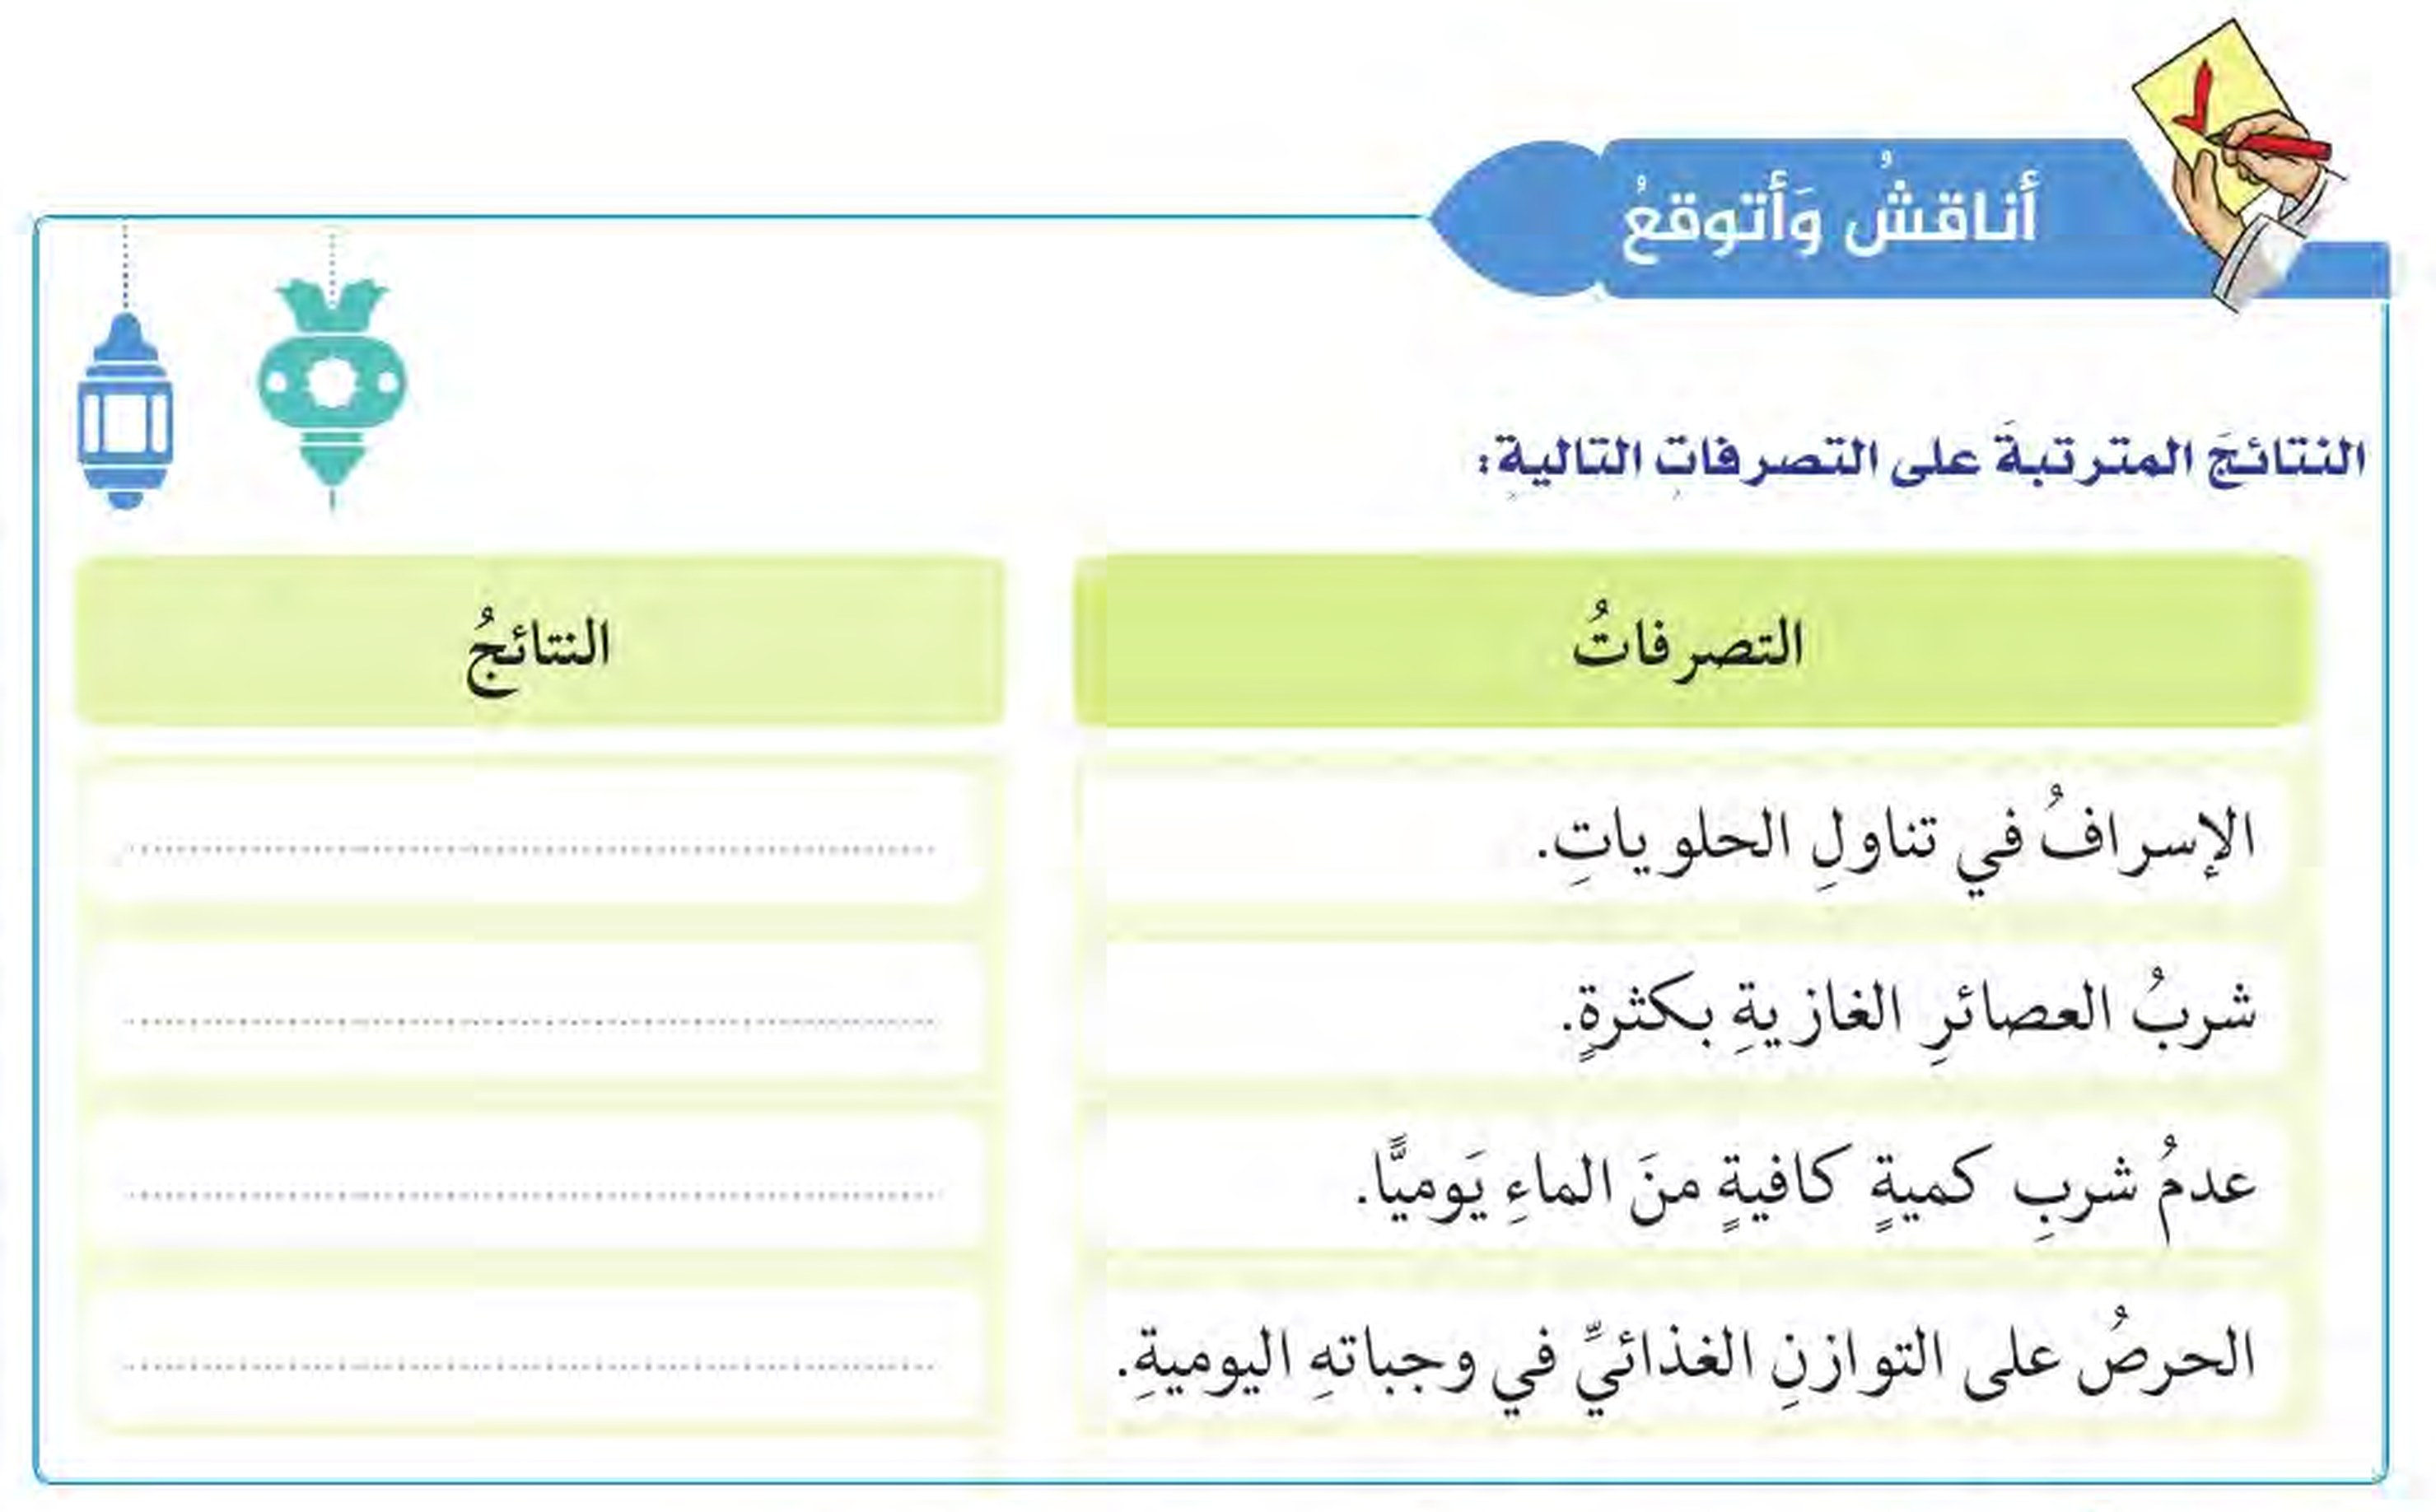 أناقشُ وَأتوقعُ
النتائجَ المترتبةَ على التصرفاتِ التاليةِ:
التصرفاتُ
النتائجُ
الإسرافُ في تناولِ الحلوياتِ.
شربُ العصائرِ الغازيةِ بكثرةٍ.
عدمُ شربِ كميةٍ كافيةٍ منَ الماءِ يَوميًّا.
الحرصُ على التوازنِ الغذائيِّ في وجباتهِ اليوميةِ.